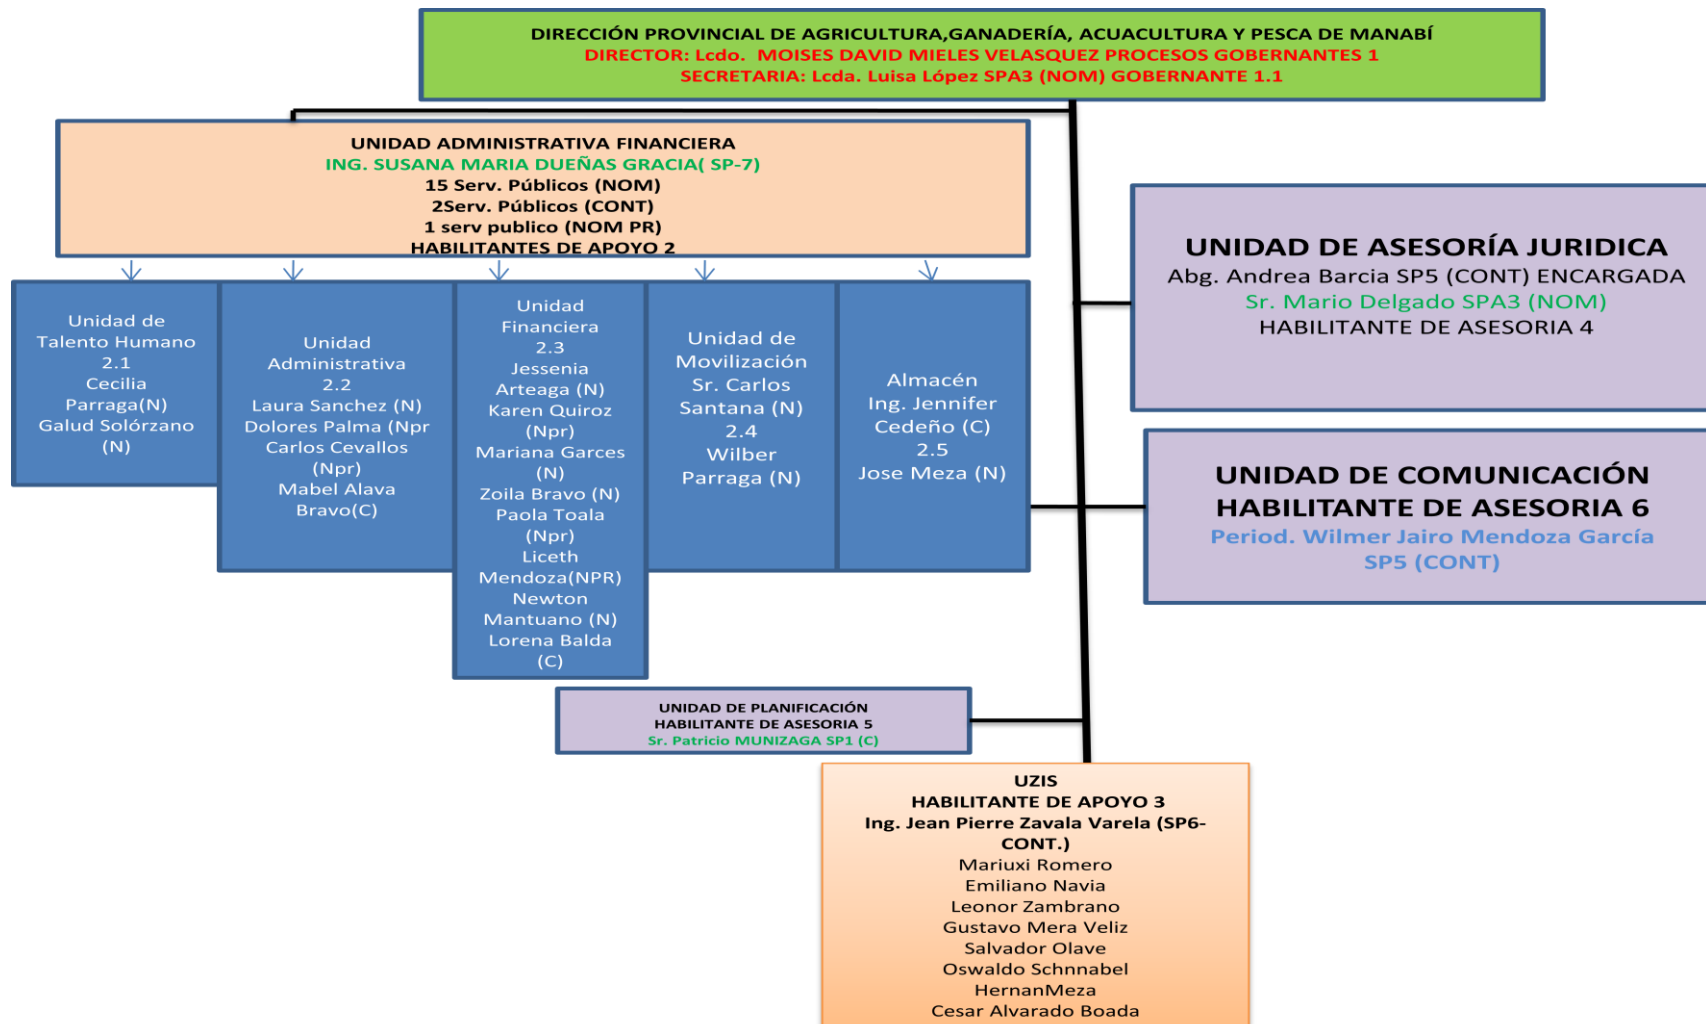 DIRECCIÓN PROVINCIAL DE AGRICULTURA,GANADERÍA, ACUACULTURA Y PESCA DE MANABÍ
DIRECTOR: Lcdo. MOISES DAVID MIELES VELASQUEZ PROCESOS GOBERNANTES 1
SECRETARIA: Lcda. Luisa López SPA3 (NOM) GOBERNANTE 1.1
UNIDAD ADMINISTRATIVA FINANCIERA
ING. SUSANA MARIA DUEÑAS GRACIA( SP-7)
15 Serv. Públicos (NOM)
2Serv. Públicos (CONT)
1 serv publico (NOM PR)
HABILITANTES DE APOYO 2
Unidad de
Talento Humano
2.1
Cecilia
Parraga(N)
Galud Solórzano
(N)
Unidad
Administrativa
2.2
Laura Sanchez (N)
Dolores Palma (Npr
Carlos Cevallos
(Npr)
Mabel Alava
Bravo(C)
Unidad
Financiera
2.3
Jessenia
Arteaga (N)
Karen Quiroz
(Npr)
Mariana Garces
(N)
Zoila Bravo (N)
Paola Toala
(Npr)
Liceth
Mendoza(NPR)
Newton
Mantuano (N)
Lorena Balda
(C)
Unidad de
Movilización
Sr. Carlos
Santana (N)
2.4
Wilber
Parraga (N)
Almacén
Ing. Jennifer
Cedeño (C)
2.5
Jose Meza (N)
UNIDAD DE ASESORÍA JURIDICA
Abg. Andrea Barcia SP5 (CONT) ENCARGADA
Sr. Mario Delgado SPA3 (NOM)
HABILITANTE DE ASESORIA 4
UNIDAD DE COMUNICACIÓN
HABILITANTE DE ASESORIA 6
Period. Wilmer Jairo Mendoza García
SP5 (CONT)
UNIDAD DE PLANIFICACIÓN
HABILITANTE DE ASESORIA 5
Sr. Patricio MUNIZAGA SP1 (C)
UZIS
HABILITANTE DE APOYO 3
Ing. Jean Pierre Zavala Varela (SP6-
CONT.)
Mariuxi Romero
Emiliano Navia
Leonor Zambrano
Gustavo Mera Veliz
Salvador Olave
Oswaldo Schnnabel
HernanMeza
Cesar Alvarado Boada